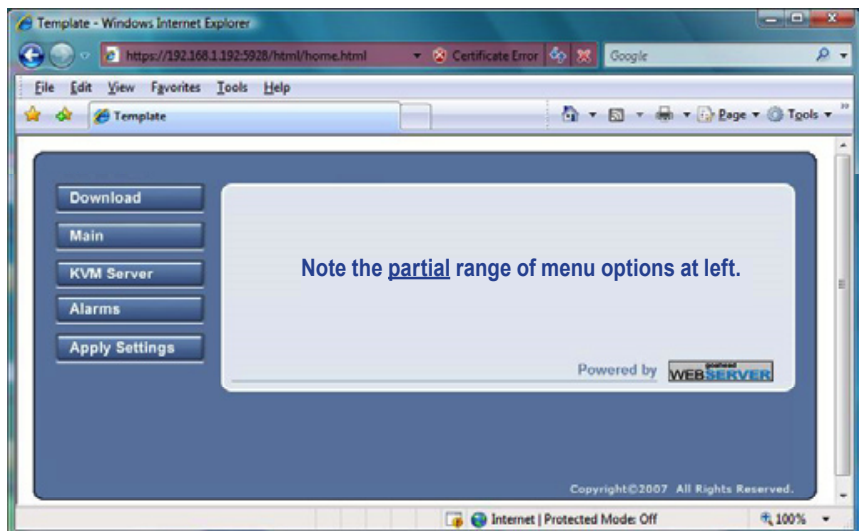 Template - Windows Internet Explorer
https://192.168.1.192:5928/html/home.html
Certificate Error
Google
File Edit View Favorites Tools Help
Template
Page
Tools
Download
Main
KVM Server
Alarms
Apply Settings
Note the partial range of menu options at left.
Powered by
goahead
WEBSERVER
Copyright©2007 All Rights Reserved.
Internet | Protected Mode: Off
100%